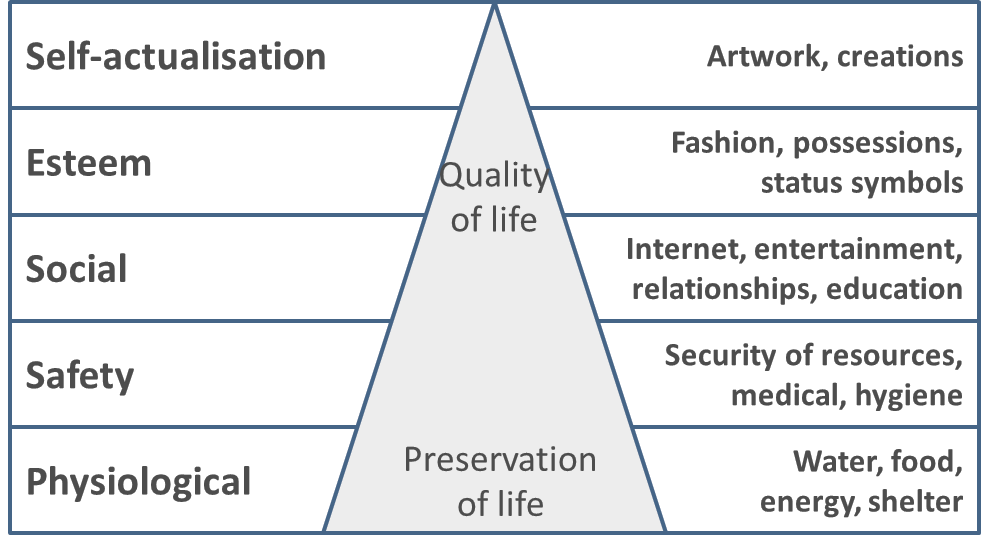 Self-actualisation
Artwork, creations
Esteem
Fashion, possessions,
status symbols
Quality
of life
Social
Internet, entertainment,
relationships, education
Safety
Security of resources,
medical, hygiene
Physiological
Preservation
of life
Water, food,
energy, shelter